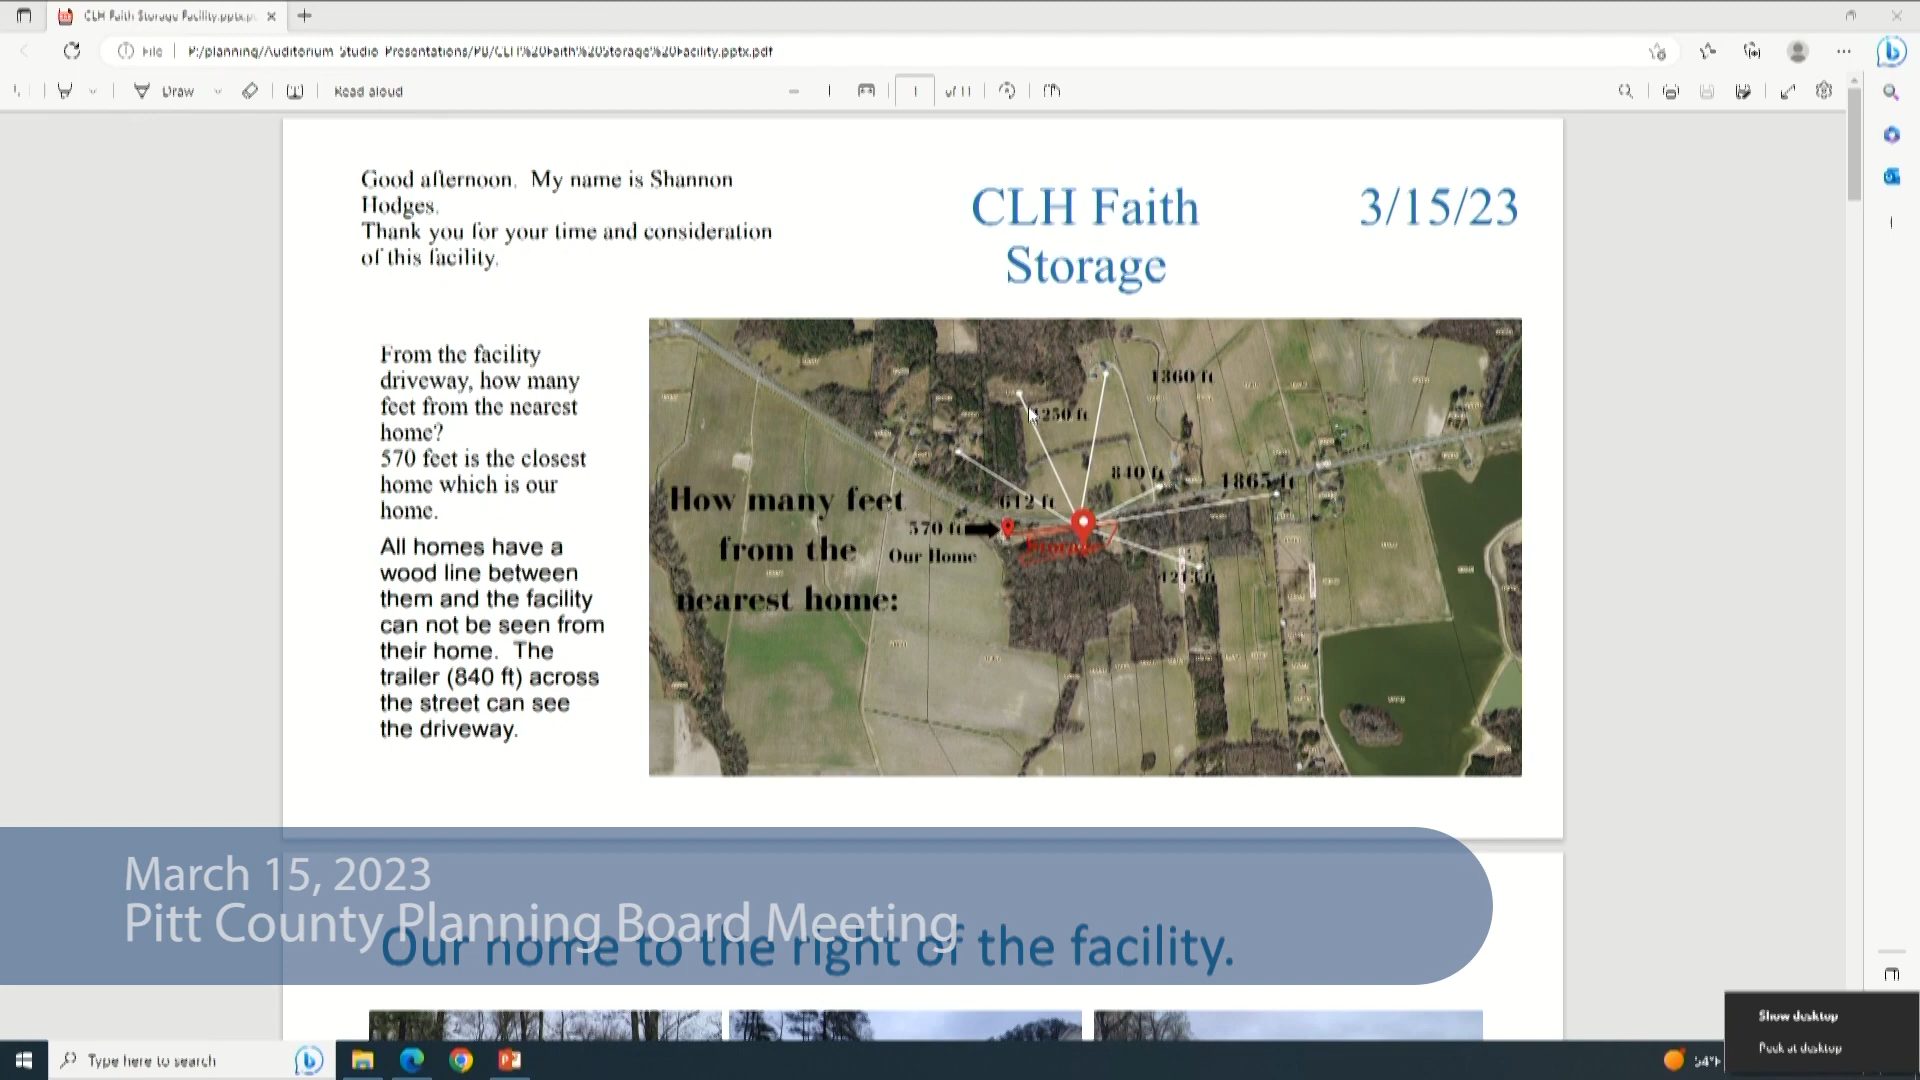 CLH Faith Storage Facility.pptx.p
File
P:/planning/Auditorium Studio Presentations/PB/CLH%20Faith%20Storage%20Facility.pptx.pdf
Draw
Read aloud
1
of 11
Good afternoon. My name is Shannon
Hodges.
Thank you for your time and consideration
of this facility.
CLH Faith
Storage
3/15/23
From the facility
driveway, how many
feet from the nearest
home?
570 feet is the closest
home which is our
home.
All homes have a
wood line between
them and the facility
can not be seen from
their home. The
trailer (840 ft) across
the street can see
the driveway.
How many feet
from the
nearest home:
1360 ft
1250 ft
840 ft
1865 ft
612 ft
570 ft
Our Home
Storage
March 15, 2023
Pitt County Planning Board Meeting
Our home to the right of the facility.
Show desktop
Peek at desktop
Type here to search
54°F